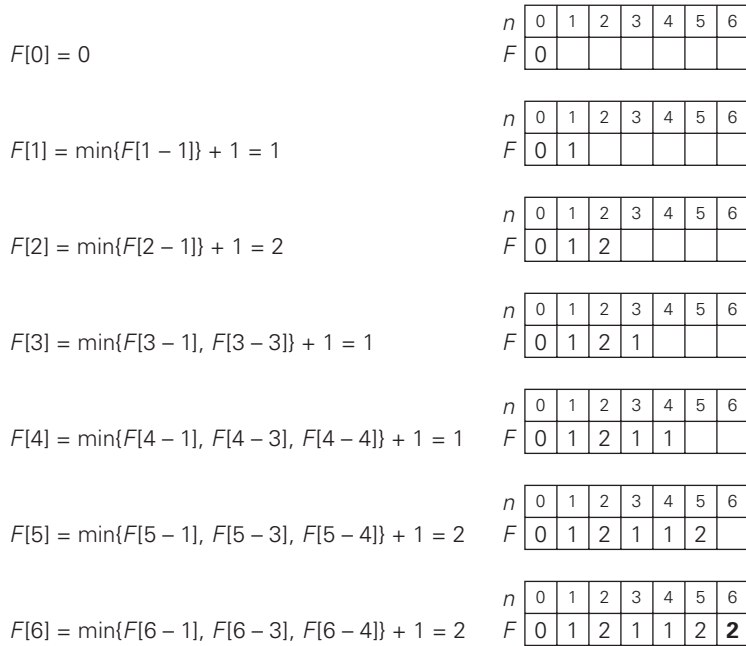 n 0 1 2 3 4 5 6
F[0] = 0 F 0
n 0 1 2 3 4 5 6
F[1] = min{F[1 – 1]} + 1 = 1 F 0 1
n 0 1 2 3 4 5 6
F[2] = min{F[2 – 1]} + 1 = 2 F 0 1 2
n 0 1 2 3 4 5 6
F[3] = min{F[3 – 1], F[3 – 3]} + 1 = 1 F 0 1 2 1
n 0 1 2 3 4 5 6
F[4] = min{F[4 – 1], F[4 – 3], F[4 – 4]} + 1 = 1 F 0 1 2 1 1
n 0 1 2 3 4 5 6
F[5] = min{F[5 – 1], F[5 – 3], F[5 – 4]} + 1 = 2 F 0 1 2 1 1 2
n 0 1 2 3 4 5 6
F[6] = min{F[6 – 1], F[6 – 3], F[6 – 4]} + 1 = 2 F 0 1 2 1 1 2 2